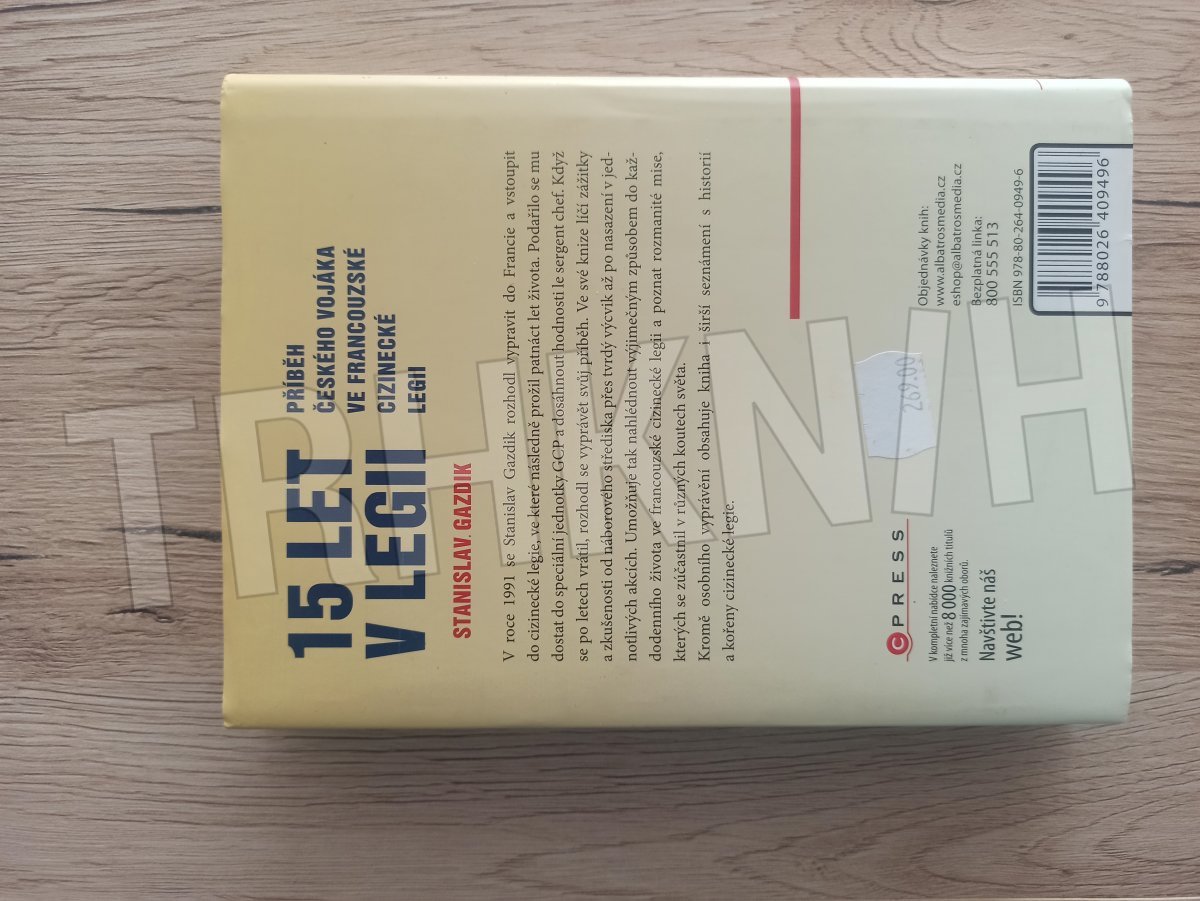 15 LET
V LEGII
PŘÍBĚH
ČESKÉHO VOJÁKA
VE FRANCOUZSKÉ
CIZINECKÉ
LEGII
STANISLAV GAZDIK
V roce 1991 se Stanislav Gazdik rozhodl vypravit do Francie a vstoupit
do cizinecké legie, ve které následně prožil patnáct let života. Podařilo se mu
dostat do speciální jednotky GCP a dosáhnout hodnosti le sergent chef. Když
se po letech vrátil, rozhodl se vyprávět svůj příběh. Ve své knize líčí zážitky
a zkušenosti od náborového střediska přes tvrdý výcvik až po nasazení v jed-
notlivých akcích. Umožňuje tak nahlédnout výjimečným způsobem do kaž-
dodenního života ve francouzské cizinecké legii a poznat rozmanité mise,
kterých se zúčastnil v různých koutech světa.
Kromě osobního vyprávění obsahuje kniha i širší seznámení s historií
a kořeny cizinecké legie.
CPRESS
V kompletní nabídce naleznete
již více než 8 000 knižních titulů
z mnoha zajímavých oborů.
Navštivte náš
web!
269.00
Objednávky knih:
www.albatrosmedia.cz
eshop@albatrosmedia.cz
Bezplatná linka:
800 555 513
ISBN 978-80-264-0949-6
9 788026 409496
TRHKNIH